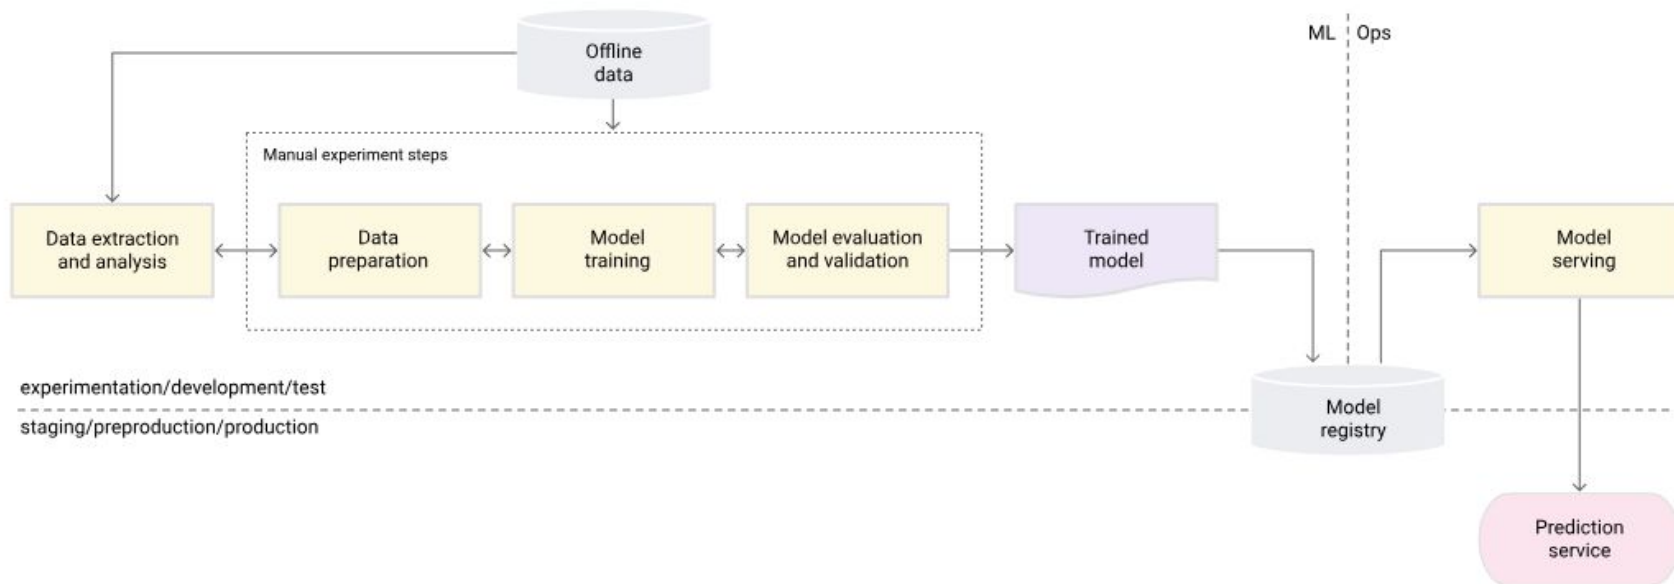 Offline
data
ML
Ops
Manual experiment steps
Data extraction
and analysis
Data
preparation
Model
training
Model evaluation
and validation
Trained
model
Model
serving
experimentation/development/test
staging/preproduction/production
Model
registry
Prediction
service